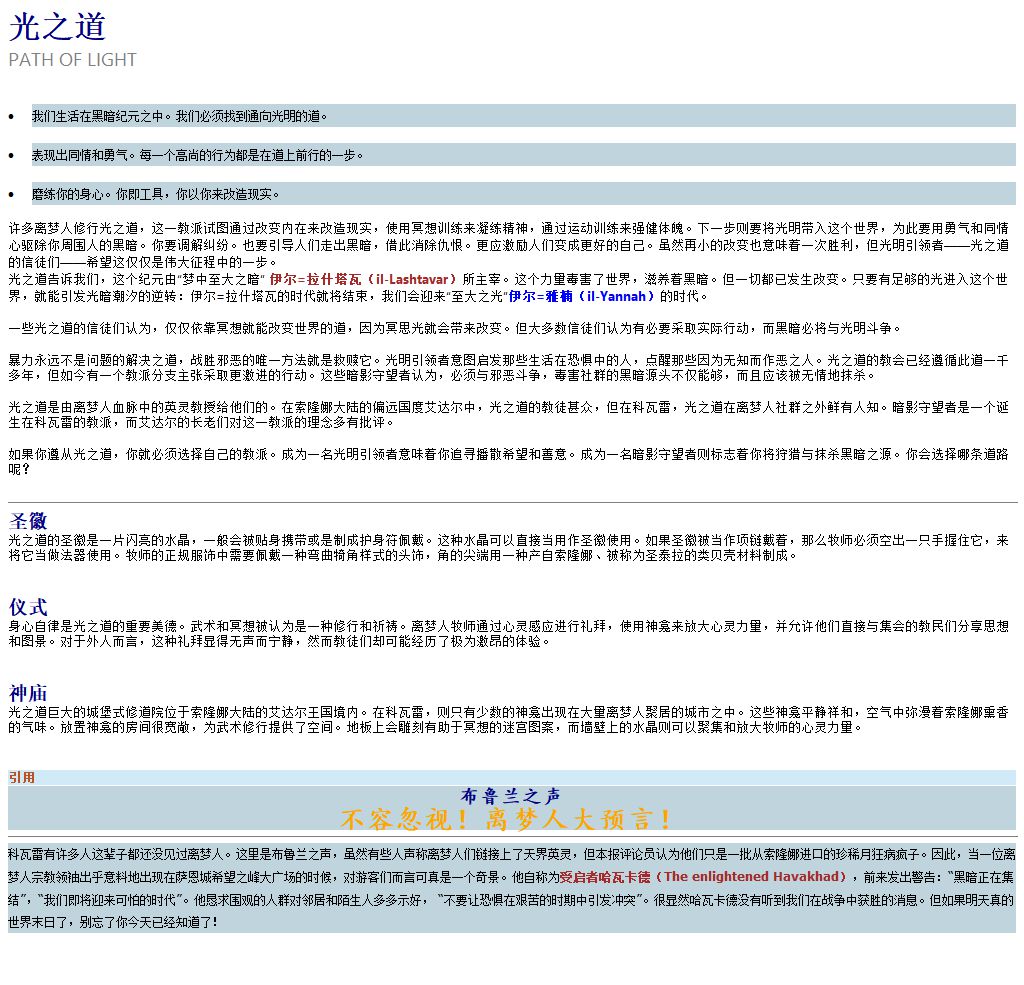 光之道
PATH OF LIGHT
• 我们生活在黑暗纪元之中。我们必须找到通向光明的道。
• 表现出同情和勇气。每一个高尚的行为都是在道上前行的一步。
• 磨练你的身心。你即工具，你以你来改造现实。
许多离梦人修行光之道，这一教派试图通过改变内在来改造现实，使用冥想训练来凝练精神，通过运动训练来强健体魄。下一步则要将光明带入这个世界，为此要用勇气和同情
心驱除你周围人的黑暗。你要调解纠纷。也要引导人们走出黑暗，借此消除仇恨。更应激励人们变成更好的自己。虽然再小的改变也意味着一次胜利，但光明引领者——光之道
的信徒们——希望这仅仅是伟大征程中的一步。
光之道告诉我们，这个纪元由“梦中至大之暗” 伊尔=拉什塔瓦（il-Lashtavar）所主宰。这个力量毒害了世界，滋养着黑暗。但一切都已发生改变。只要有足够的光进入这个世
界，就能引发光暗潮汐的逆转：伊尔=拉什塔瓦的时代就将结束，我们会迎来“至大之光”伊尔=雅楠（il-Yannah）的时代。
一些光之道的信徒们认为，仅仅依靠冥想就能改变世界的道，因为冥思光就会带来改变。但大多数信徒们认为有必要采取实际行动，而黑暗必将与光明斗争。
暴力永远不是问题的解决之道，战胜邪恶的唯一方法就是救赎它。光明引领者意图启发那些生活在恐惧中的人，点醒那些因为无知而作恶之人。光之道的教会已经遵循此道一千
多年，但如今有一个教派分支主张采取更激进的行动。这些暗影守望者认为，必须与邪恶斗争，毒害社群的黑暗源头不仅能够，而且应该被无情地抹杀。
光之道是由离梦人血脉中的英灵教授给他们的。在索隆娜大陆的偏远国度艾达尔中，光之道的教徒甚众，但在科瓦雷，光之道在离梦人社群之外鲜有人知。暗影守望者是一个诞
生在科瓦雷的教派，而艾达尔的长老们对这一教派的理念多有批评。
如果你遵从光之道，你就必须选择自己的教派。成为一名光明引领者意味着你追寻播散希望和善意。成为一名暗影守望者则标志着你将狩猎与抹杀黑暗之源。你会选择哪条道路
呢？
圣徽
光之道的圣徽是一片闪亮的水晶，一般会被贴身携带或是制成护身符佩戴。这种水晶可以直接当用作圣徽使用。如果圣徽被当作项链戴着，那么牧师必须空出一只手握住它，来
将它当做法器使用。牧师的正规服饰中需要佩戴一种弯曲犄角样式的头饰，角的尖端用一种产自索隆娜、被称为圣泰拉的类贝壳材料制成。
仪式
身心自律是光之道的重要美德。武术和冥想被认为是一种修行和祈祷。离梦人牧师通过心灵感应进行礼拜，使用神龛来放大心灵力量，并允许他们直接与集会的教民们分享思想
和图景。对于外人而言，这种礼拜显得无声而宁静，然而教徒们却可能经历了极为激昂的体验。
神庙
光之道巨大的城堡式修道院位于索隆娜大陆的艾达尔王国境内。在科瓦雷，则只有少数的神龛出现在大量离梦人聚居的城市之中。这些神龛平静祥和，空气中弥漫着索隆娜熏香
的气味。放置神龛的房间很宽敞，为武术修行提供了空间。地板上会雕刻有助于冥想的迷宫图案，而墙壁上的水晶则可以聚集和放大牧师的心灵力量。
引用
布鲁兰之声
不容忽视！离梦人大预言！
科瓦雷有许多人这辈子都还没见过离梦人。这里是布鲁兰之声，虽然有些人声称离梦人们链接上了天界英灵，但本报评论员认为他们只是一批从索隆娜进口的珍稀月狂病疯子。因此，当一位离
梦人宗教领袖出乎意料地出现在萨恩城希望之峰大广场的时候，对游客们而言可真是一个奇景。他自称为受启者哈瓦卡德（The enlightened Havakhad），前来发出警告：“黑暗正在集
结”，“我们即将迎来可怕的时代”。他恳求围观的人群对邻居和陌生人多多示好， “不要让恐惧在艰苦的时期中引发冲突”。很显然哈瓦卡德没有听到我们在战争中获胜的消息。但如果明天真的
世界末日了，别忘了你今天已经知道了！